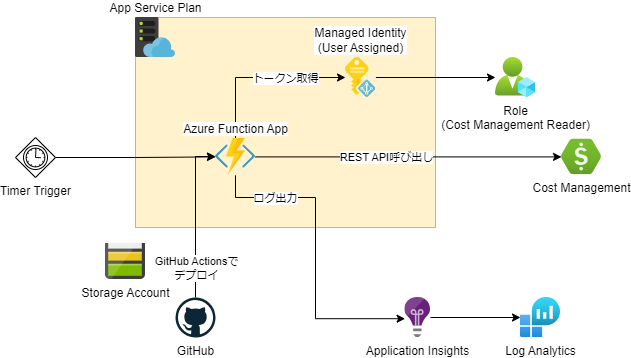 App Service Plan
Managed Identity
(User Assigned)
トークン取得
Role
(Cost Management Reader)
Azure Function App
Timer Trigger
REST API呼び出し
Cost Management
ログ出力
GitHub Actionsで
デプロイ
Storage Account
GitHub
Application Insights
Log Analytics